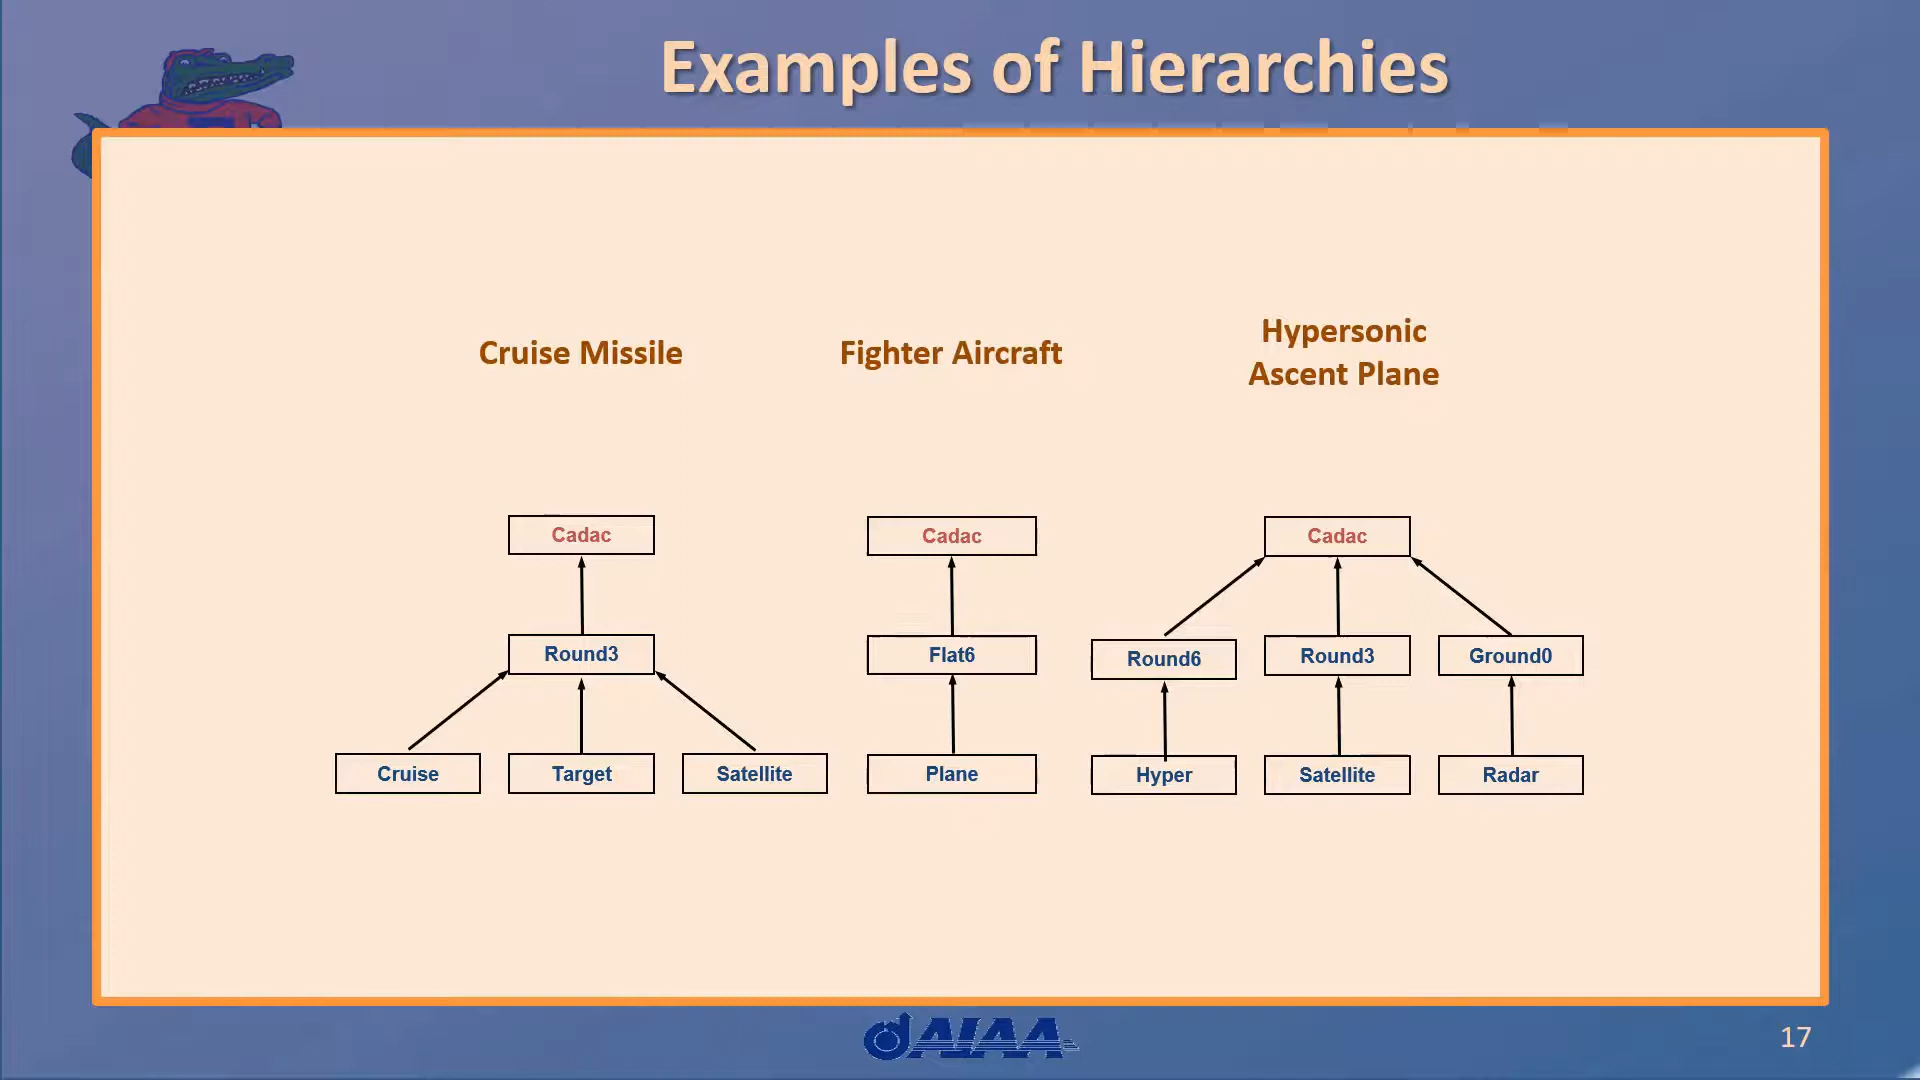 Examples of Hierarchies
Cruise Missile
Fighter Aircraft
Hypersonic
Ascent Plane
Cadac
Round3
Cruise
Target
Satellite
Cadac
Flat6
Plane
Cadac
Round6
Round3
Ground0
Hyper
Satellite
Radar
AIAA
17